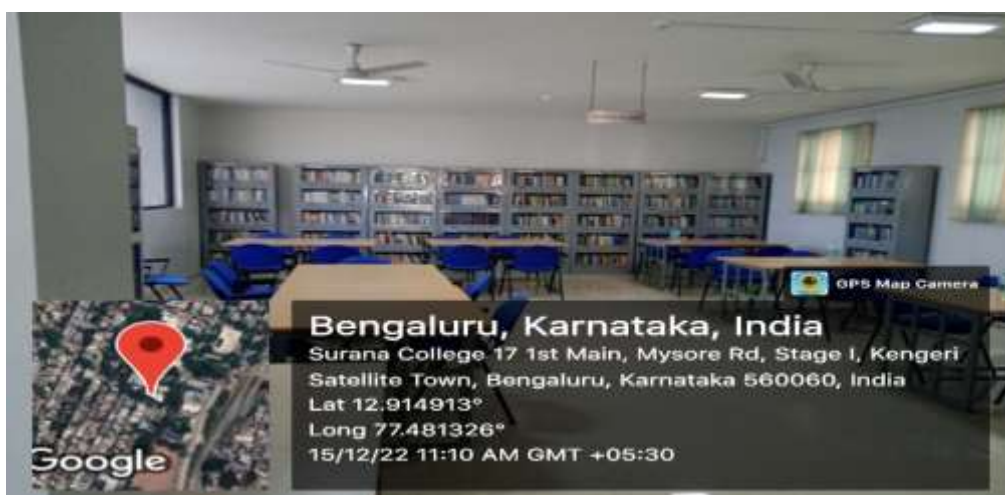 GPS Map Camera
Bengaluru, Karnataka, India
Surana College 17 1st Main, Mysore Rd, Stage I, Kengeri
Satellite Town, Bengaluru, Karnataka 560060, India
Lat 12.914913°
Long 77.481326°
15/12/22 11:10 AM GMT +05:30
Google